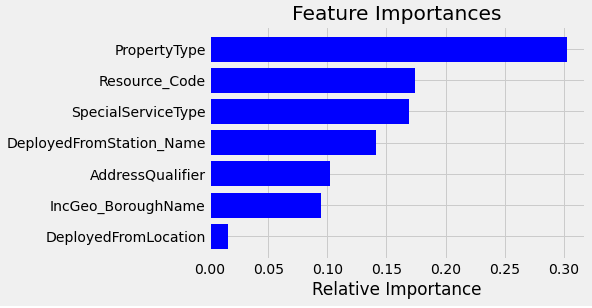 Feature Importances
PropertyType
Resource_Code
SpecialServiceType
DeployedFromStation_Name
AddressQualifier
IncGeo_BoroughName
DeployedFromLocation
0.00 0.05 0.10 0.15 0.20 0.25 0.30
Relative Importance